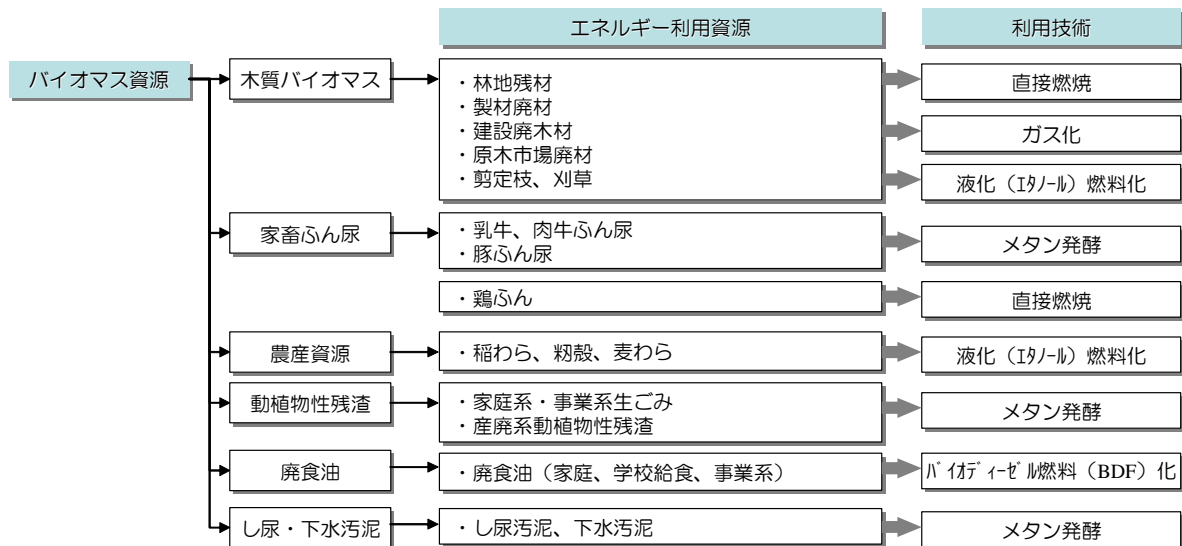 エネルギー利用資源
利用技術
バイオマス資源
木質バイオマス
・林地残材
・製材廃材
・建設廃木材
・原木市場廃材
・剪定枝、刈草
直接燃焼
ガス化
液化（ｴﾀﾉｰﾙ）燃料化
家畜ふん尿
・乳牛、肉牛ふん尿
・豚ふん尿
メタン発酵
・鶏ふん
直接燃焼
農産資源
・稲わら、籾殻、麦わら
液化（ｴﾀﾉｰﾙ）燃料化
動植物性残渣
・家庭系・事業系生ごみ
・産廃系動植物性残渣
メタン発酵
廃食油
・廃食油（家庭、学校給食、事業系）
ﾊﾞｲｵﾃﾞｨｰｾﾞﾙ燃料（BDF）化
し尿・下水汚泥
・し尿汚泥、下水汚泥
メタン発酵